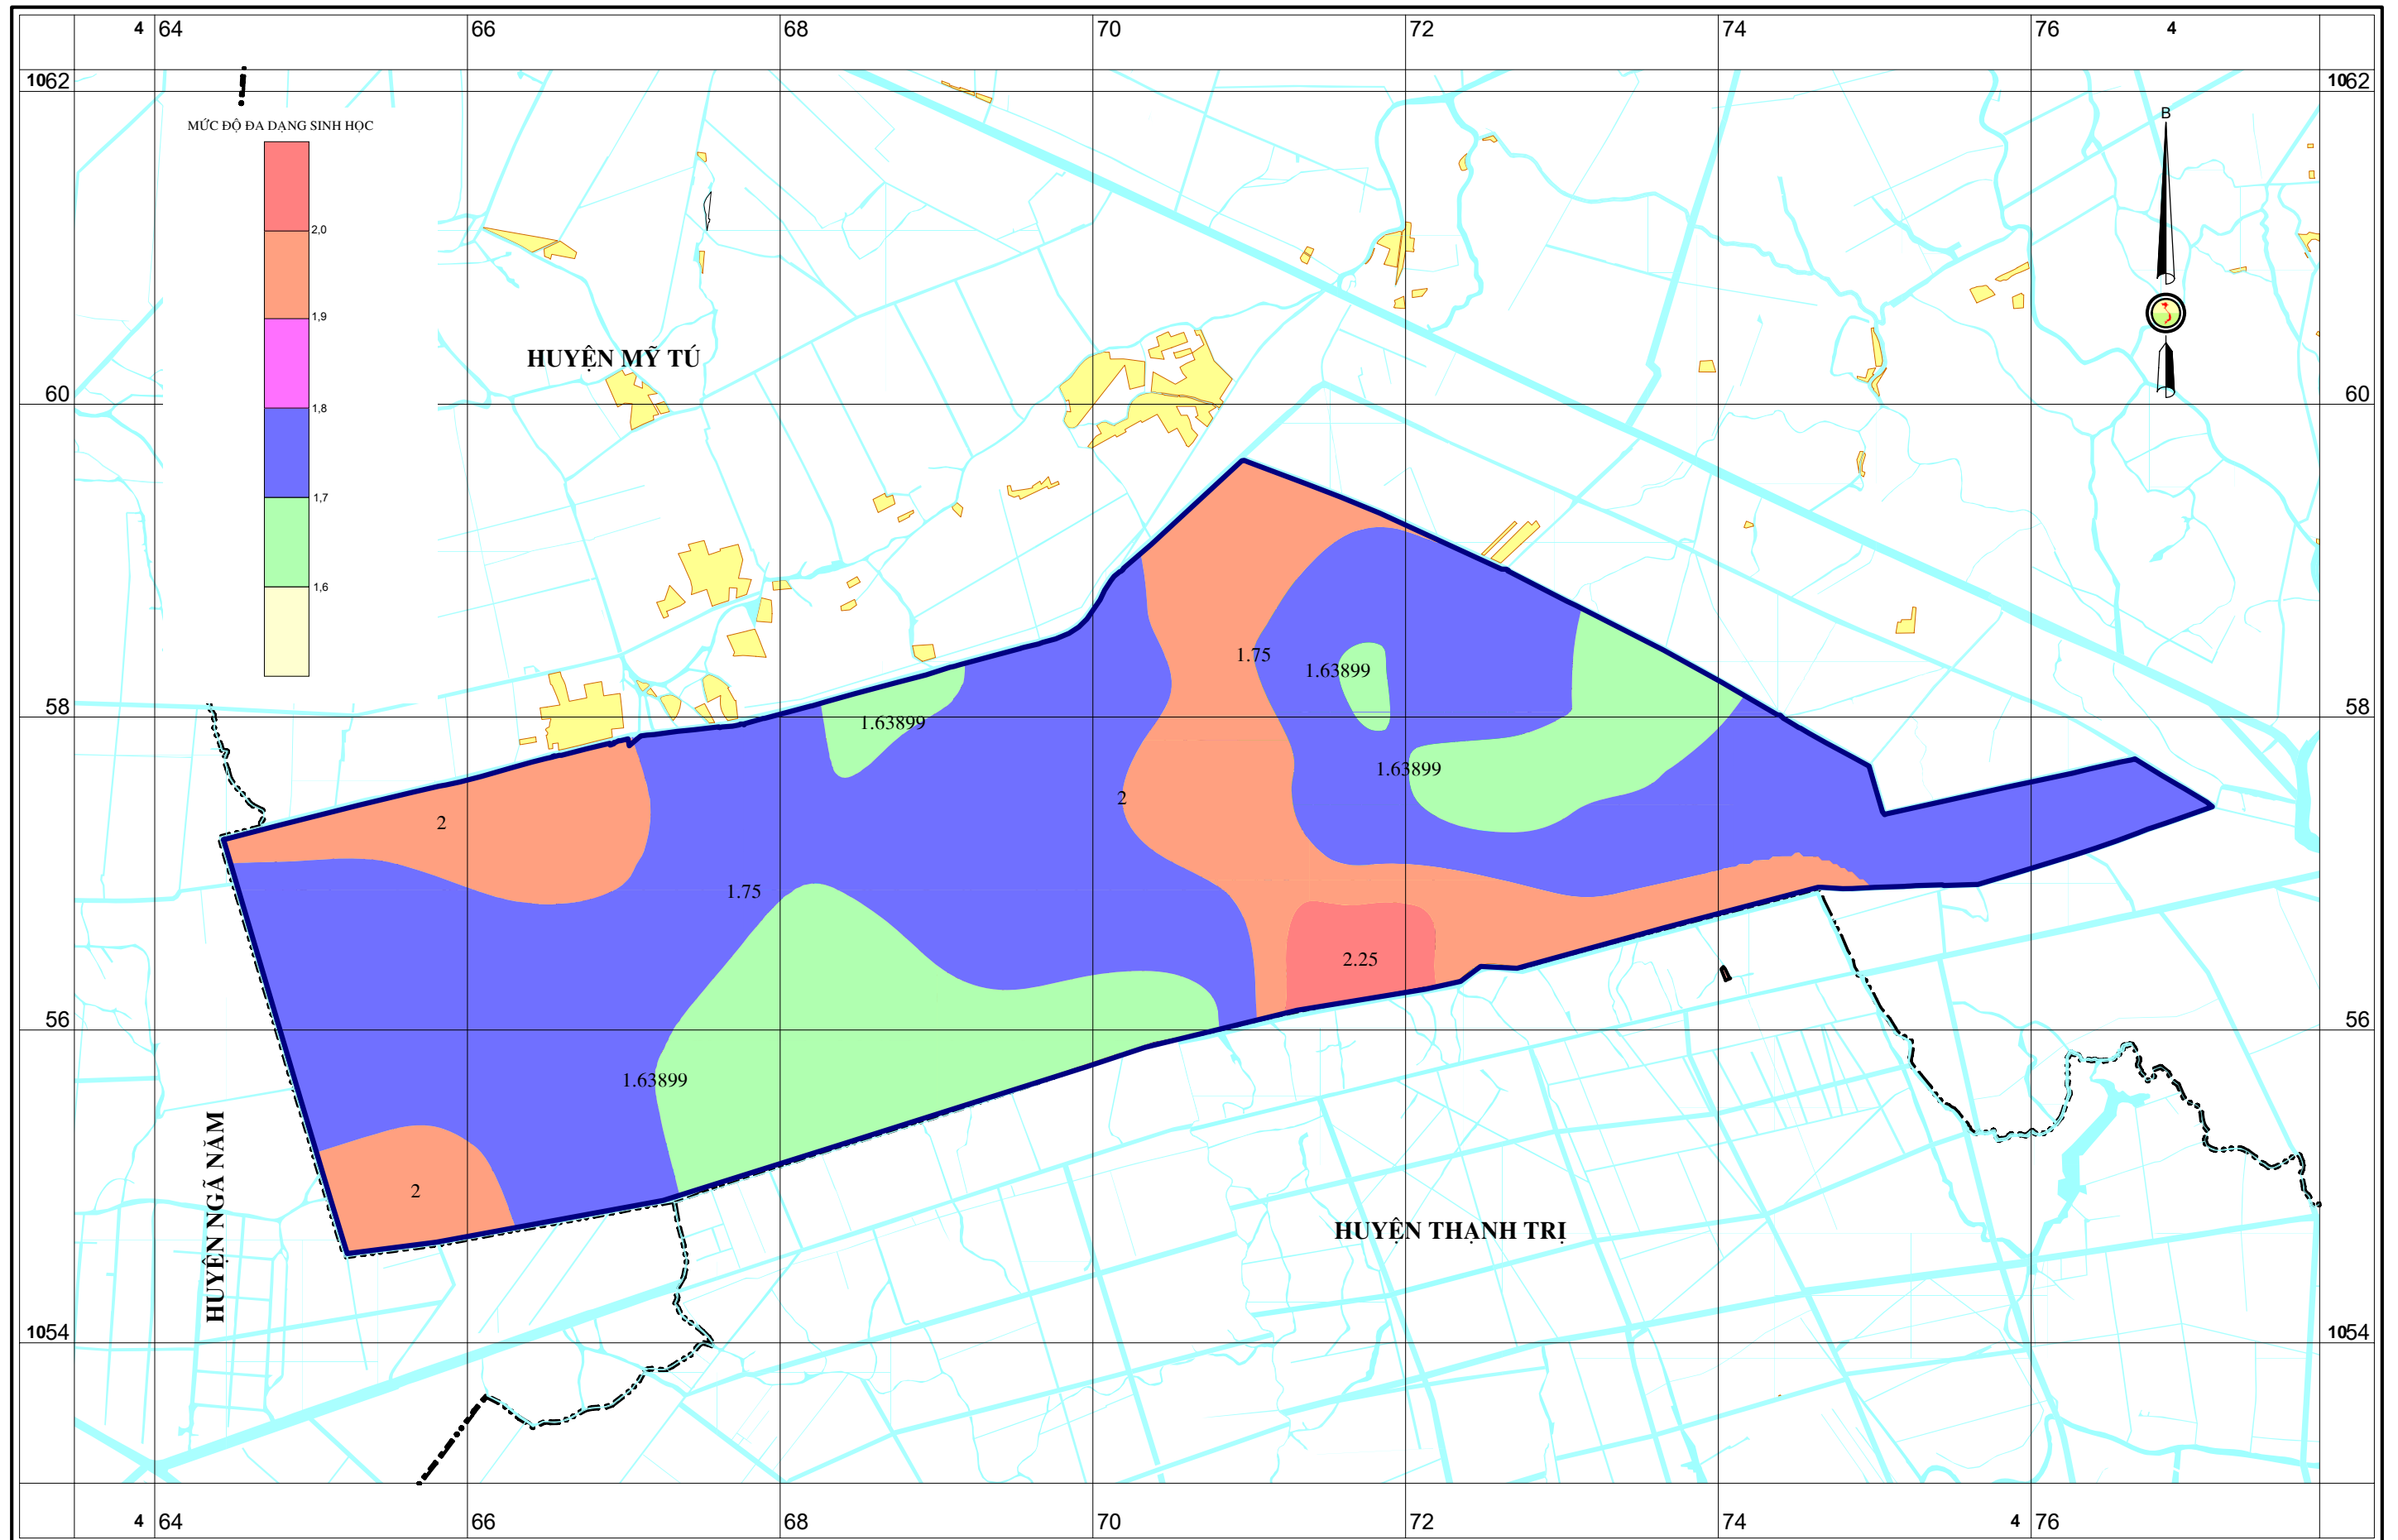 4 64 66 68 70 72 74 76 4
1062 1062
B
MỨC ĐỘ ĐA DẠNG SINH HỌC
2,0
1,9
1,8
1,7
1,6
HUYỆN MỸ TÚ
60 60
58 58
1.75
1.63899
1.63899
1.63899
2
2
1.75
2.25
56 56
1.63899
2
HUYỆN NGÃ NĂM
HUYỆN THẠNH TRỊ
1054 1054
4 64 66 68 70 72 74 4 76